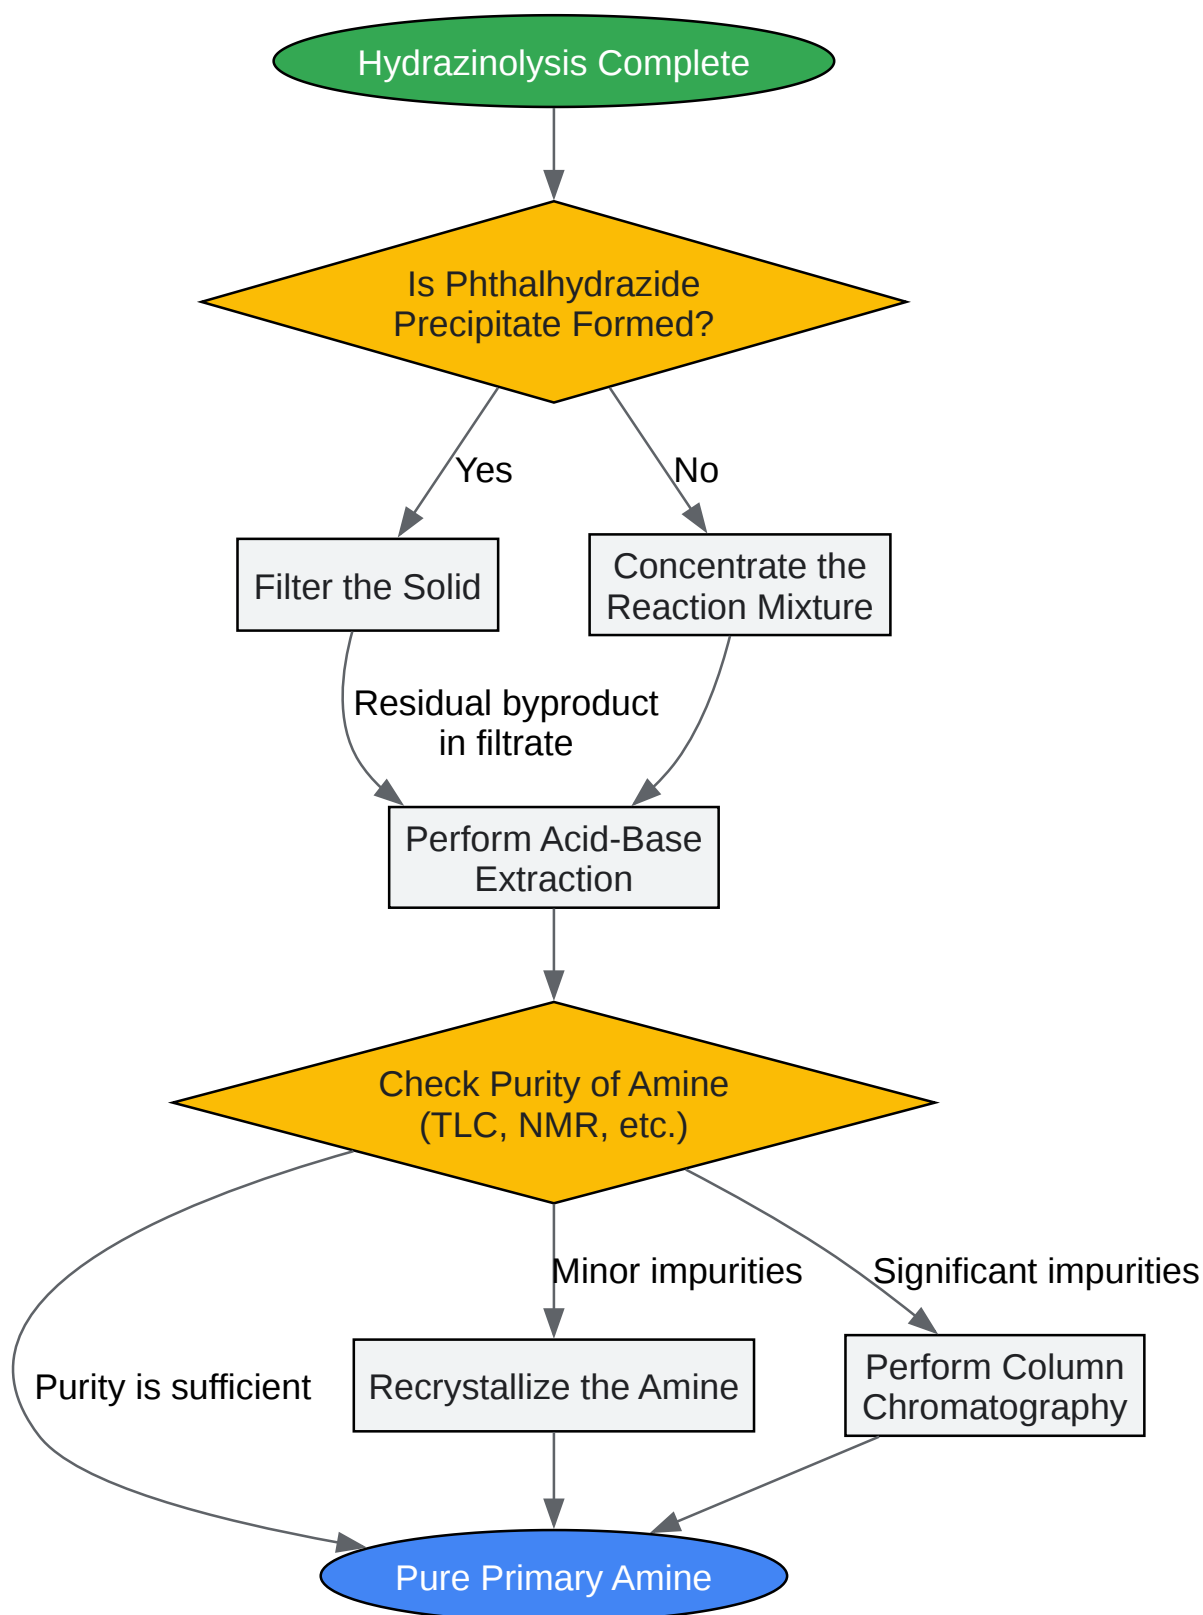 Hydrazinolysis Complete
Is Phthalhydrazide
Precipitate Formed?
Yes
No
Filter the Solid
Concentrate the
Reaction Mixture
Residual byproduct
in filtrate
Perform Acid-Base
Extraction
Check Purity of Amine
(TLC, NMR, etc.)
Minor impurities
Significant impurities
Purity is sufficient
Recrystallize the Amine
Perform Column
Chromatography
Pure Primary Amine